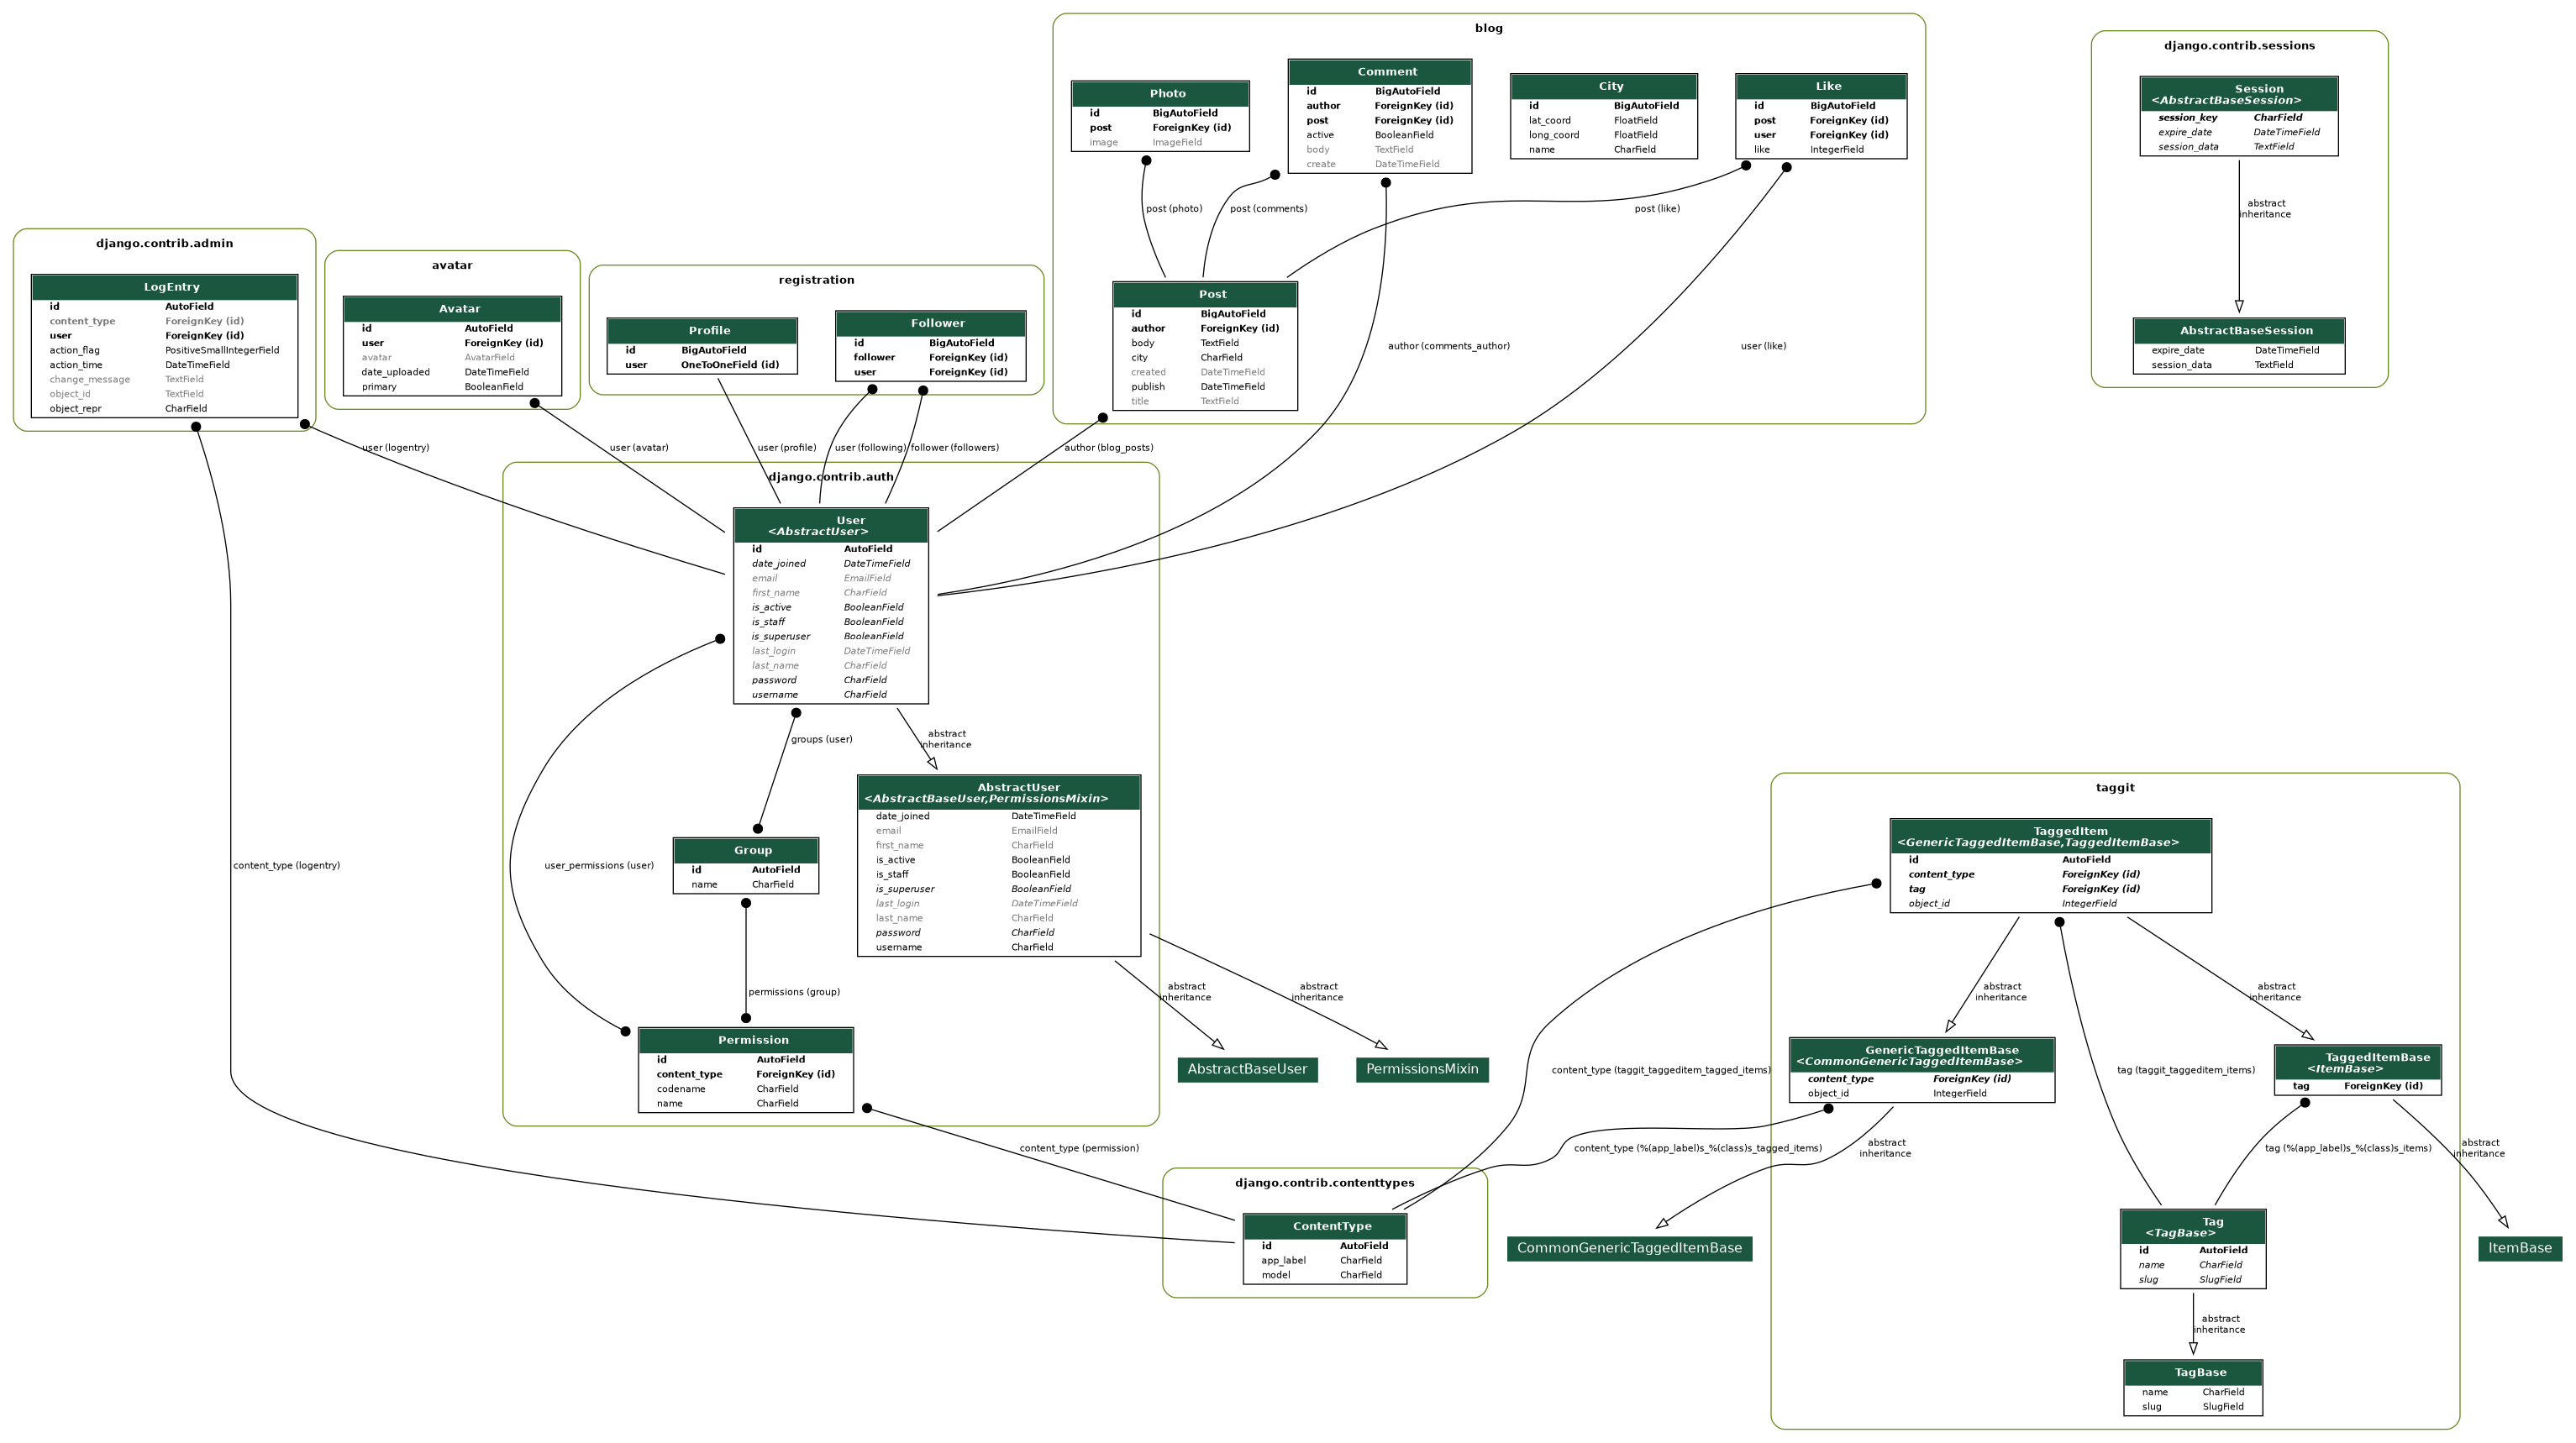 blog
Photo
id BigAutoField
post ForeignKey (id)
image ImageField
Comment
id BigAutoField
author ForeignKey (id)
post ForeignKey (id)
active BooleanField
body TextField
create DateTimeField
City
id BigAutoField
lat_coord FloatField
long_coord FloatField
name CharField
Like
id BigAutoField
post ForeignKey (id)
user ForeignKey (id)
like IntegerField
post (photo)
post (comments)
post (like)
Post
id BigAutoField
author ForeignKey (id)
body TextField
city CharField
created DateTimeField
publish DateTimeField
title TextField
author (comments_author)
user (like)
django.contrib.sessions
Session
<AbstractBaseSession>
session_key CharField
expire_date DateTimeField
session_data TextField
abstract
inheritance
AbstractBaseSession
expire_date DateTimeField
session_data TextField
django.contrib.admin
LogEntry
id AutoField
content_type ForeignKey (id)
user ForeignKey (id)
action_flag PositiveSmallIntegerField
action_time DateTimeField
change_message TextField
object_id TextField
object_repr CharField
avatar
Avatar
id AutoField
user ForeignKey (id)
avatar AvatarField
date_uploaded DateTimeField
primary BooleanField
registration
Profile
id BigAutoField
user OneToOneField (id)
Follower
id BigAutoField
follower ForeignKey (id)
user ForeignKey (id)
user (logentry)
user (avatar)
user (profile)
user (following)
follower (followers)
author (blog_posts)
django.contrib.auth
User
<AbstractUser>
id AutoField
date_joined DateTimeField
email EmailField
first_name CharField
is_active BooleanField
is_staff BooleanField
is_superuser BooleanField
last_login DateTimeField
last_name CharField
password CharField
username CharField
groups (user)
abstract
inheritance
AbstractUser
<AbstractBaseUser,PermissionsMixin>
date_joined DateTimeField
email EmailField
first_name CharField
is_active BooleanField
is_staff BooleanField
is_superuser BooleanField
last_login DateTimeField
last_name CharField
password CharField
username CharField
Group
id AutoField
name CharField
content_type (logentry)
user_permissions (user)
permissions (group)
abstract
inheritance
abstract
inheritance
Permission
id AutoField
content_type ForeignKey (id)
codename CharField
name CharField
AbstractBaseUser
PermissionsMixin
content_type (permission)
django.contrib.contenttypes
ContentType
id AutoField
app_label CharField
model CharField
taggit
TaggedItem
<GenericTaggedItemBase,TaggedItemBase>
id AutoField
content_type ForeignKey (id)
tag ForeignKey (id)
object_id IntegerField
abstract
inheritance
abstract
inheritance
content_type (taggit_taggeditem_tagged_items)
GenericTaggedItemBase
<CommonGenericTaggedItemBase>
content_type ForeignKey (id)
object_id IntegerField
tag (taggit_taggeditem_items)
TaggedItemBase
<ItemBase>
tag ForeignKey (id)
content_type (%(app_label)s_%(class)s_tagged_items)
abstract
inheritance
tag (%(app_label)s_%(class)s_items)
abstract
inheritance
CommonGenericTaggedItemBase
Tag
<TagBase>
id AutoField
name CharField
slug SlugField
ItemBase
abstract
inheritance
TagBase
name CharField
slug SlugField